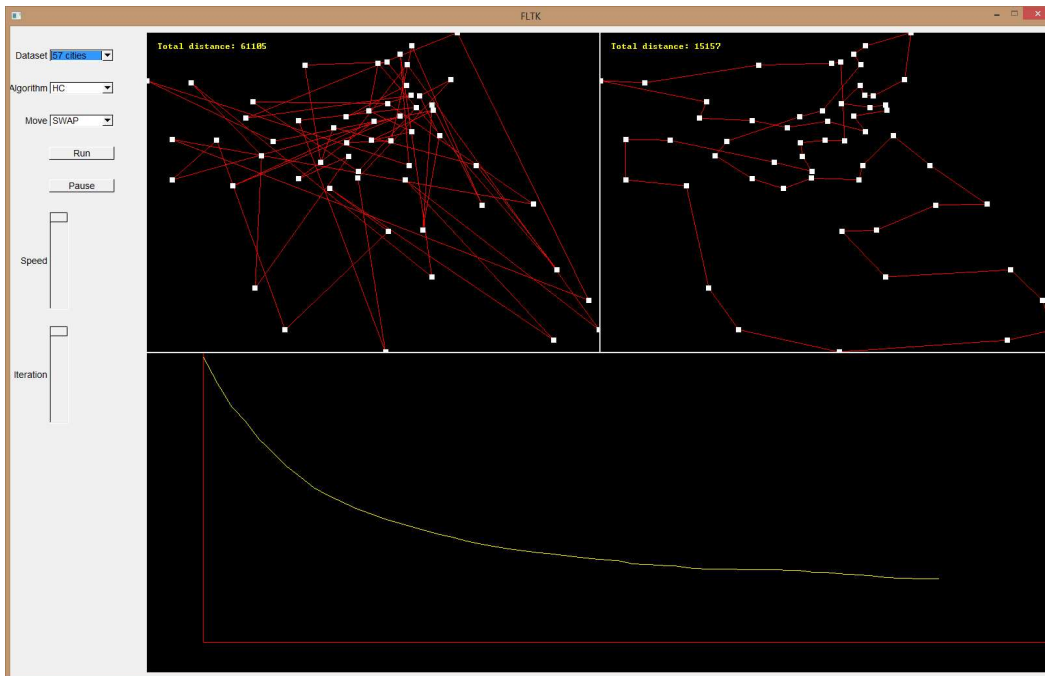 FLTK
Dataset 57 cities
Algorithm HC
Move SWAP
Run
Pause
Speed
Iteration
Total distance: 61105
Total distance: 15157